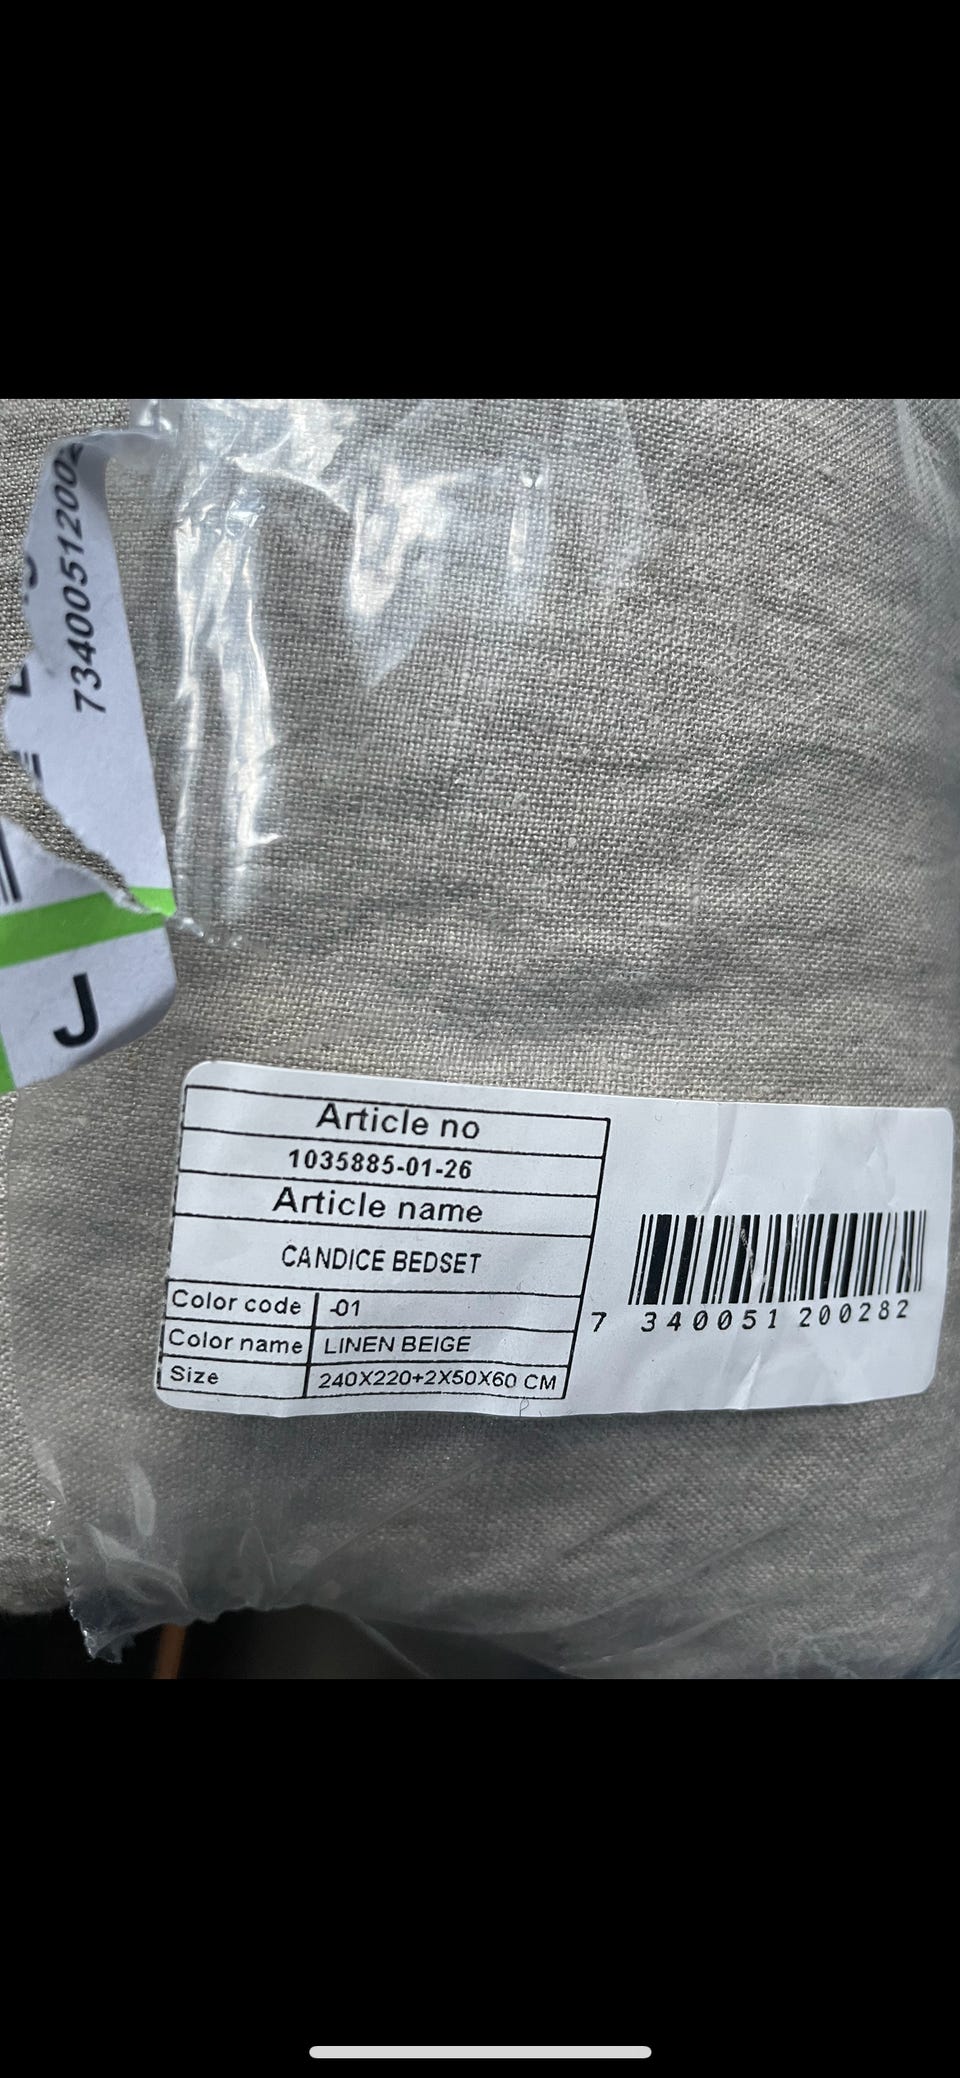 7340051200
J
Article no
1035885-01-26
Article name
CANDICE BEDSET
Color code -01
Color name LINEN BEIGE
Size 240X220+2X50X60 CM
7 340051 200282